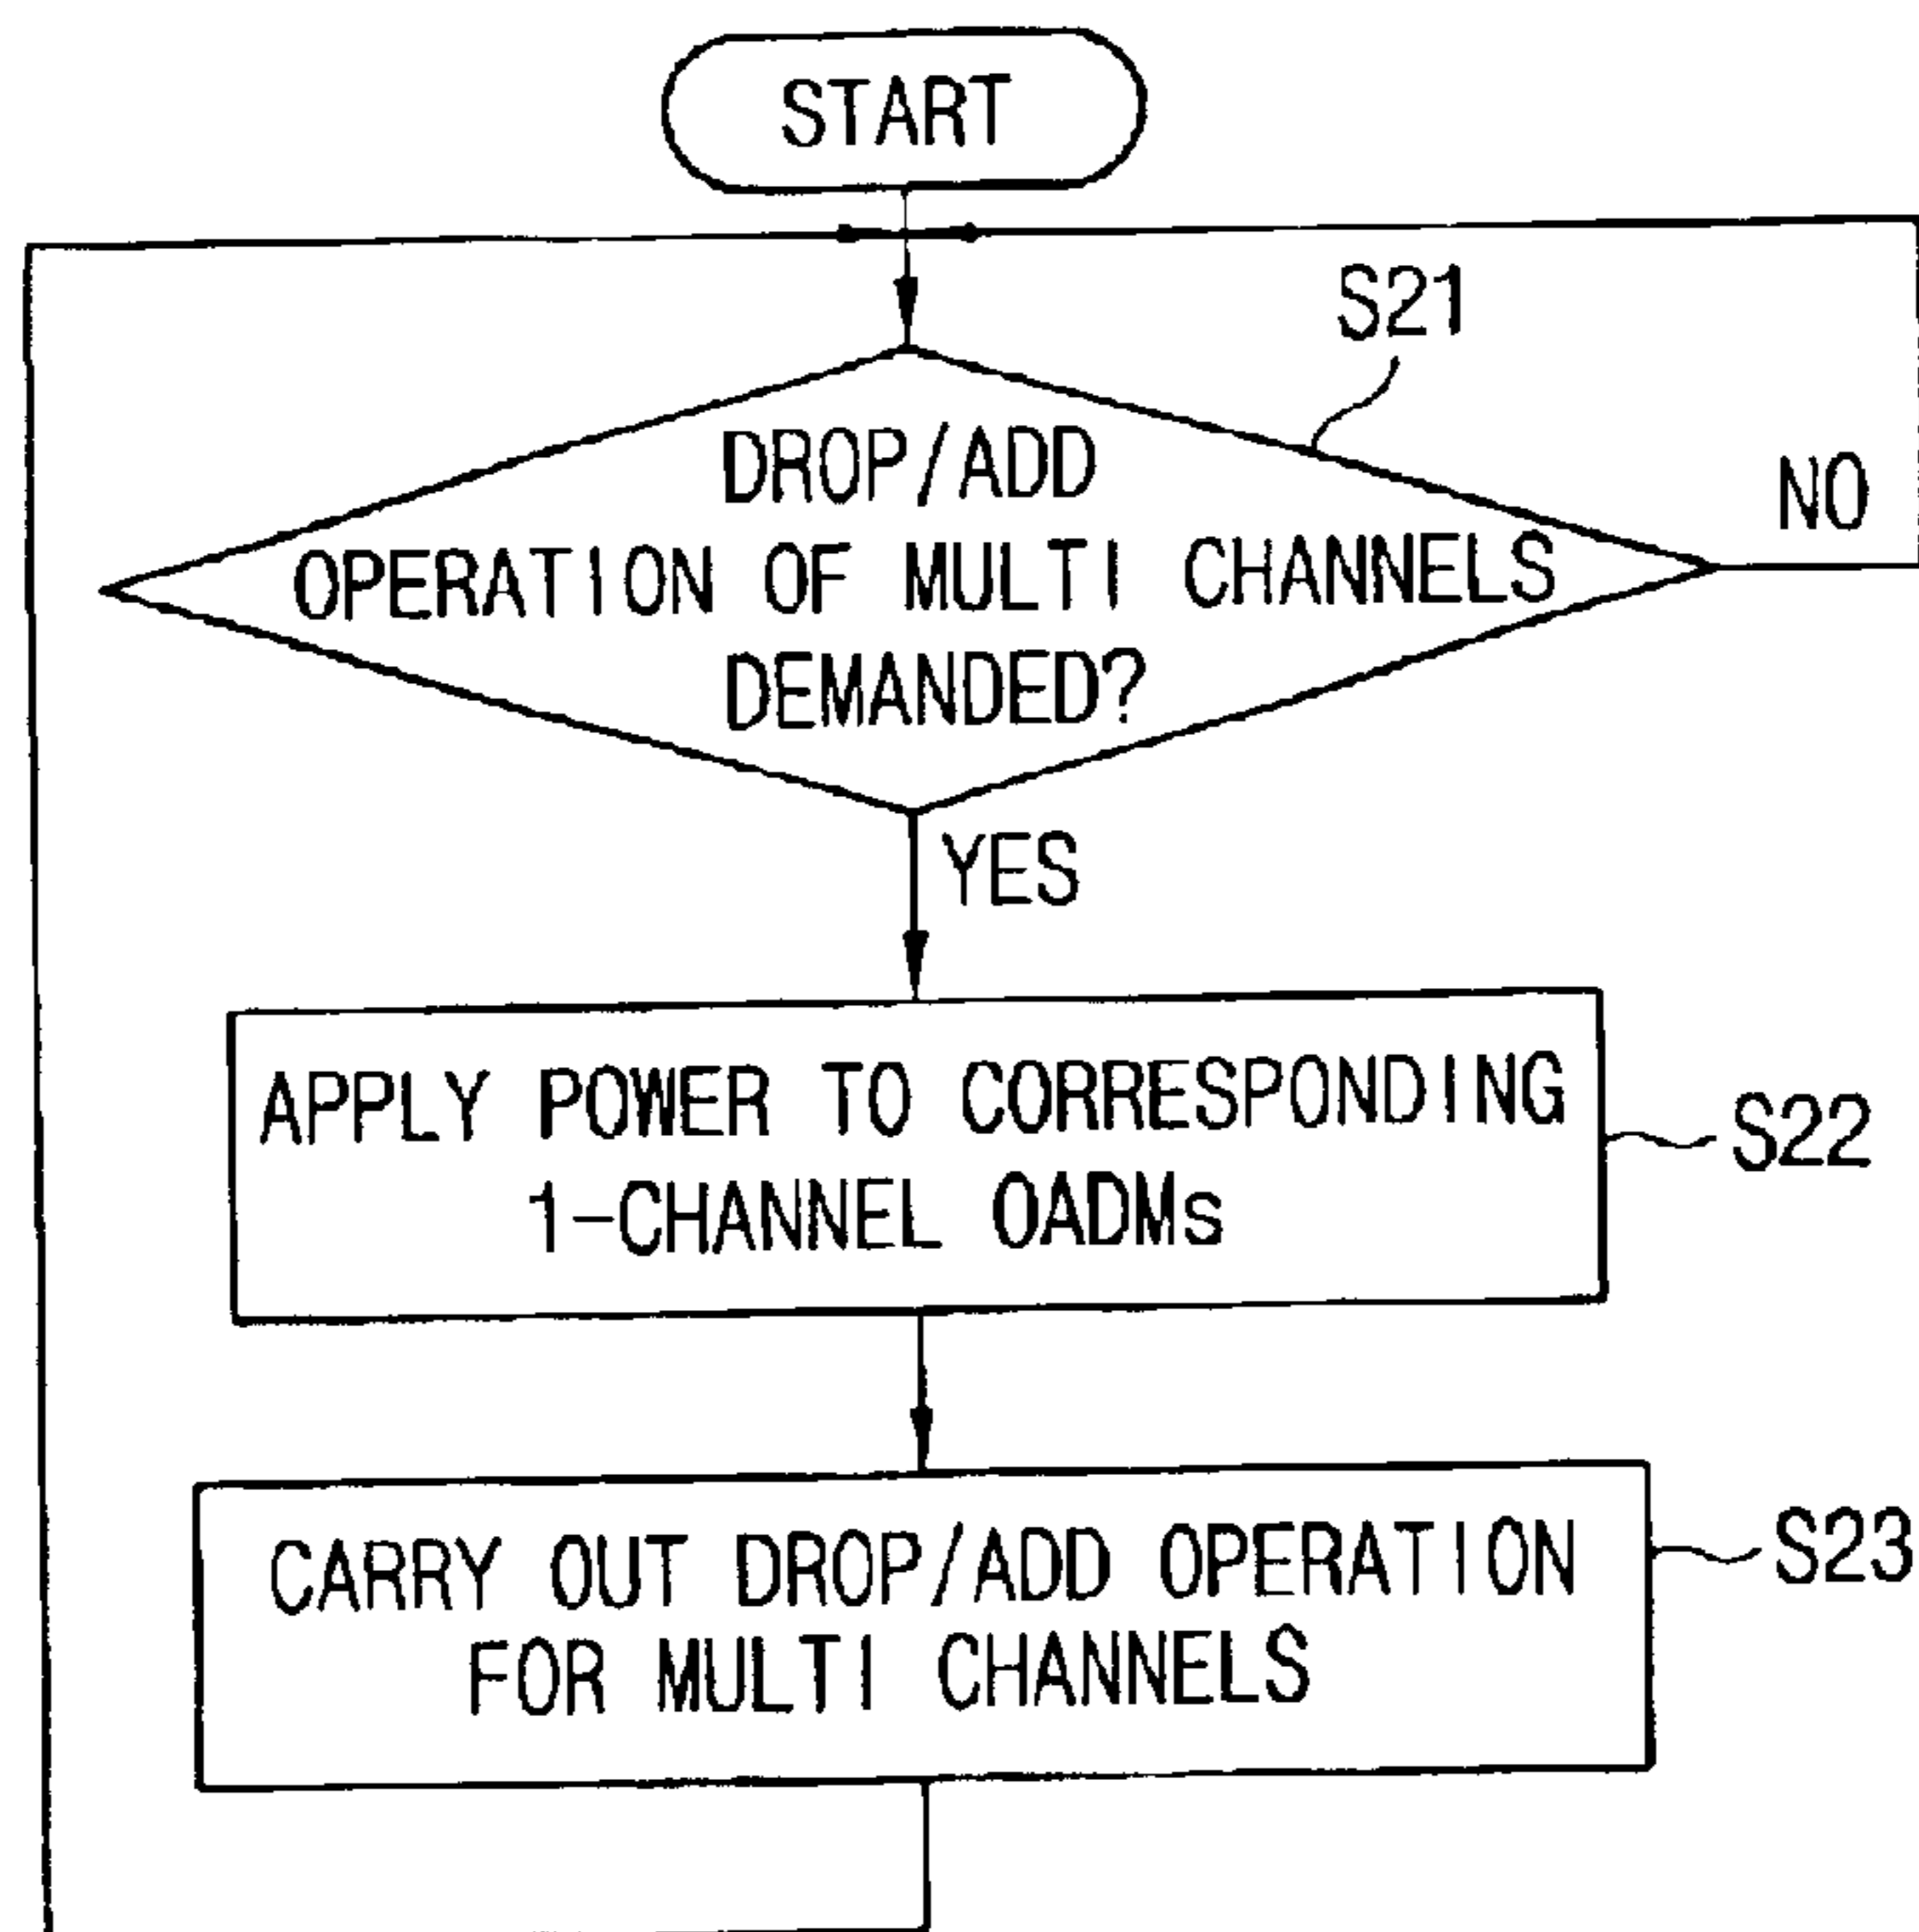 START
S21
DROP/ADD
OPERATION OF MULTI CHANNELS
DEMANDED?
NO
YES
APPLY POWER TO CORRESPONDING
1-CHANNEL OADMs
S22
CARRY OUT DROP/ADD OPERATION
FOR MULTI CHANNELS
S23